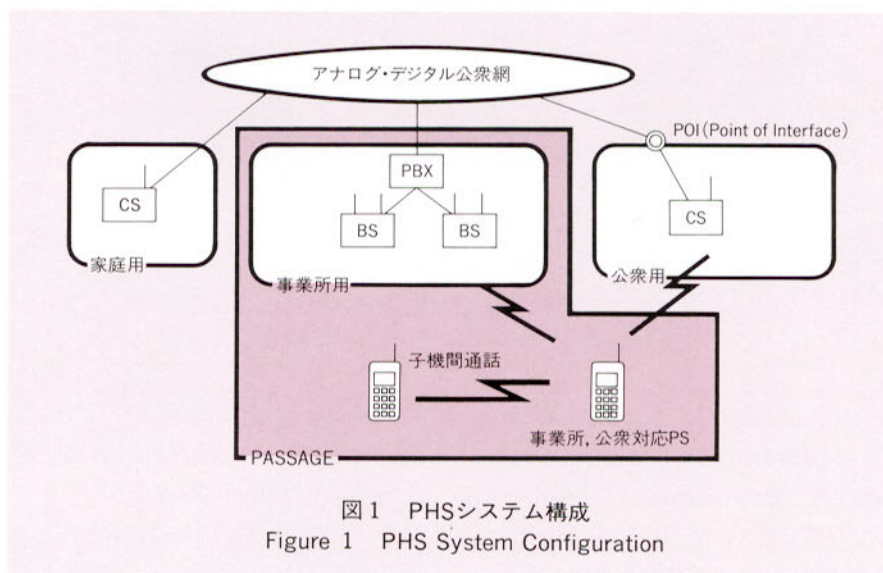 アナログ・デジタル公衆網
POI(Point of Interface)
PBX
CS
BS
BS
CS
家庭用
事業所用
公衆用
子機間通話
事業所,公衆対応PS
PASSAGE
図1 PHSシステム構成
Figure 1 PHS System Configuration